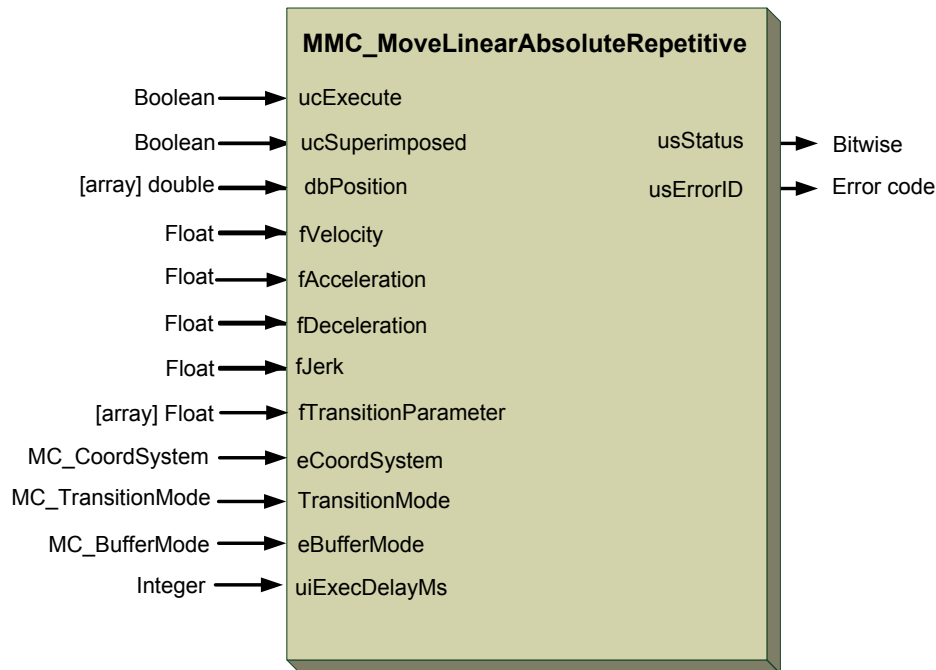 MMC_MoveLinearAbsoluteRepetitive
Boolean ucExecute
Boolean ucSuperimposed usStatus Bitwise
[array] double dbPosition usErrorID Error code
Float fVelocity
Float fAcceleration
Float fDeceleration
Float fJerk
[array] Float fTransitionParameter
MC_CoordSystem eCoordSystem
MC_TransitionMode TransitionMode
MC_BufferMode eBufferMode
Integer uiExecDelayMs